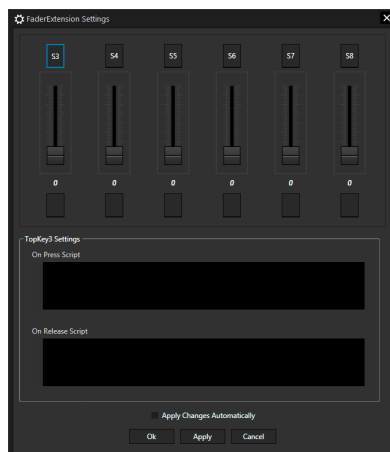 FaderExtension Settings
S3 S4 S5 S6 S7 S8
0 0 0 0 0 0
TopKey3 Settings
On Press Script
On Release Script
Apply Changes Automatically
Ok Apply Cancel